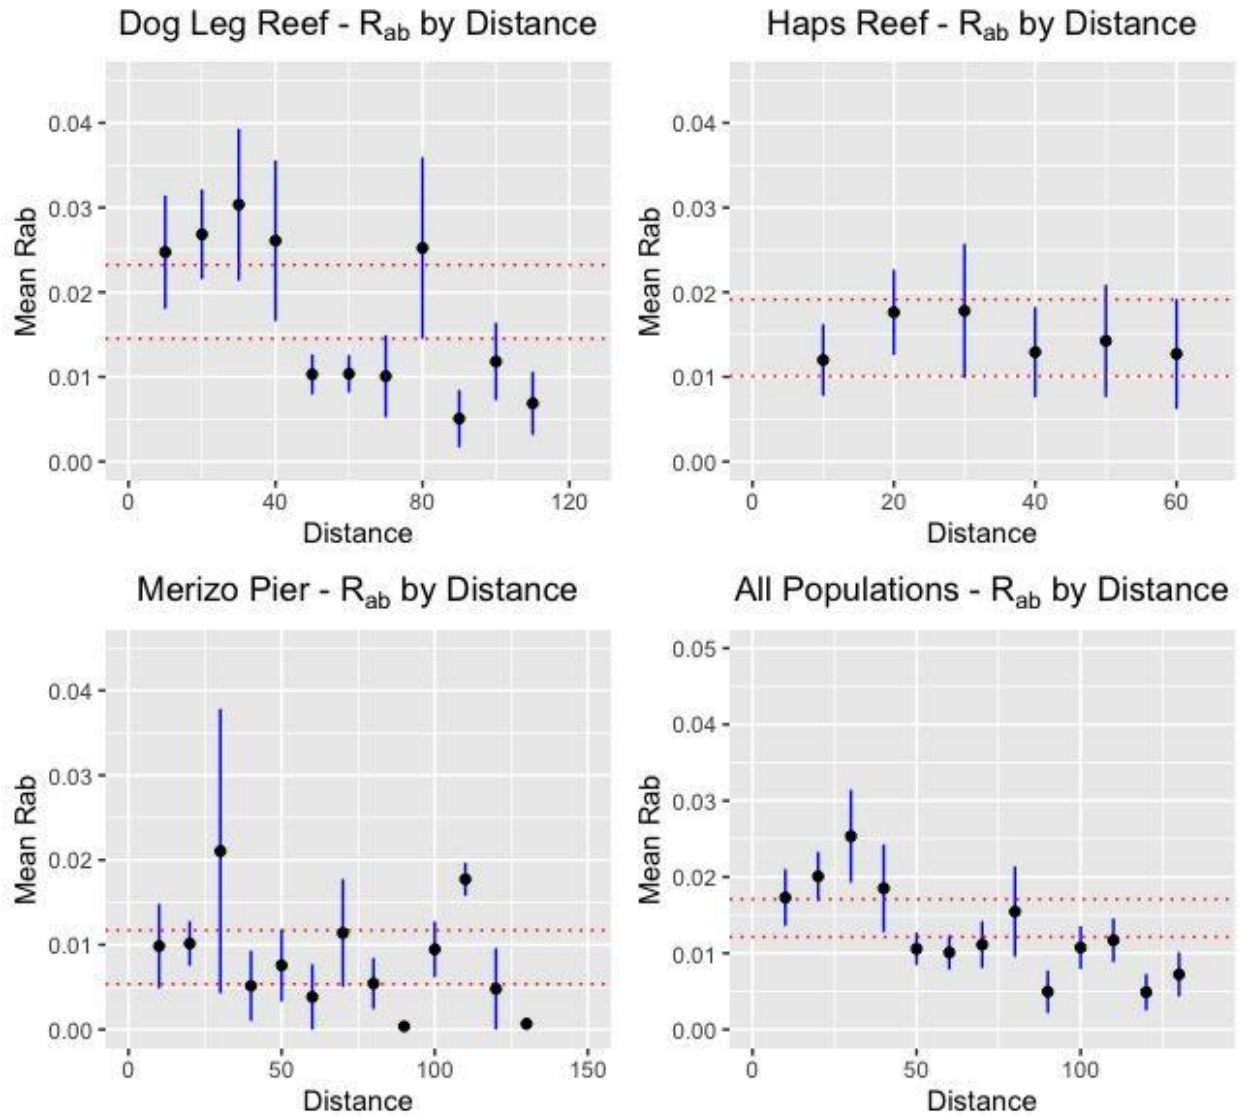 Dog Leg Reef - Rab by Distance
Mean Rab
0.04
0.03
0.02
0.01
0.00
0 40 80 120
Distance
Haps Reef - Rab by Distance
Mean Rab
0.04
0.03
0.02
0.01
0.00
0 20 40 60
Distance
Merizo Pier - Rab by Distance
Mean Rab
0.04
0.03
0.02
0.01
0.00
0 50 100 150
Distance
All Populations - Rab by Distance
Mean Rab
0.05
0.04
0.03
0.02
0.01
0.00
0 50 100
Distance